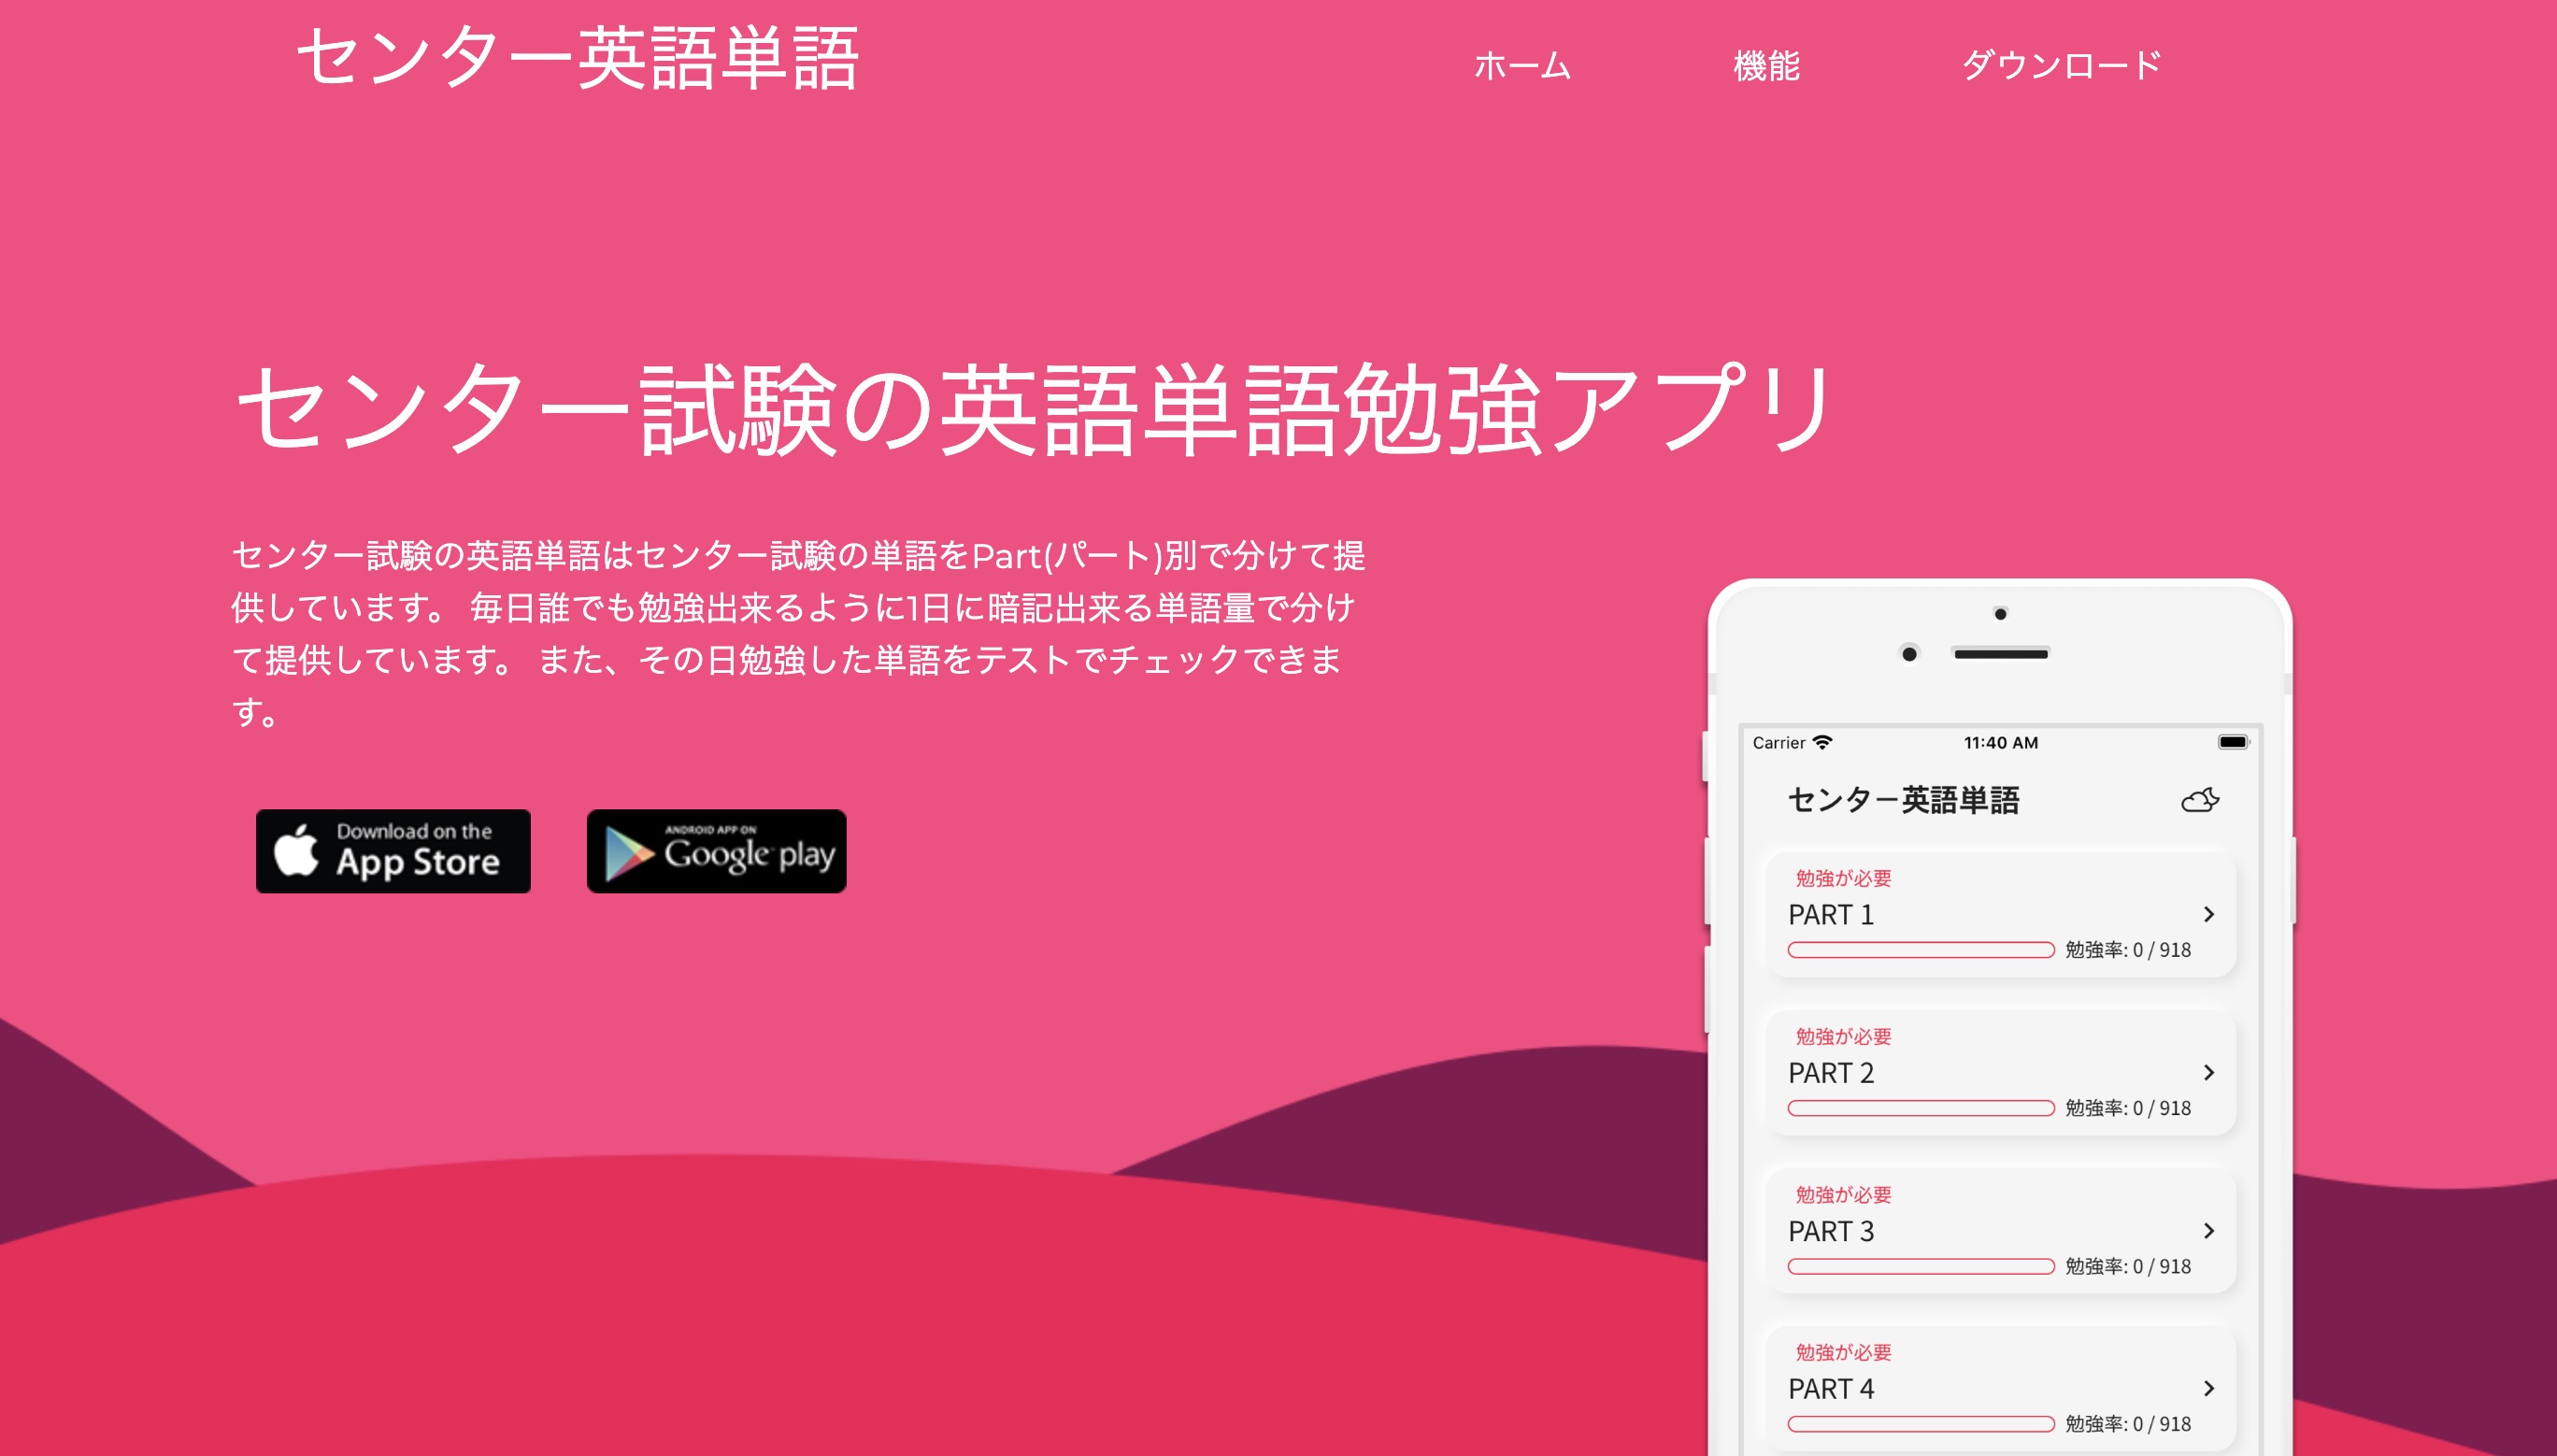 センター英語単語
ホーム
機能
ダウンロード
センター試験の英語単語勉強アプリ
センター試験の英語単語はセンター試験の単語をPart(パート)別で分けて提
供しています。 毎日誰でも勉強出来るように1日に暗記出来る単語量で分け
て提供しています。 また、その日勉強した単語をテストでチェックできま
す。
Download on the
App Store
ANDROID APP ON
Google play
Carrier
11:40 AM
センター英語単語
勉強が必要
PART 1
勉強率: 0 / 918
勉強が必要
PART 2
勉強率: 0 / 918
勉強が必要
PART 3
勉強率: 0 / 918
勉強が必要
PART 4
勉強率: 0 / 918